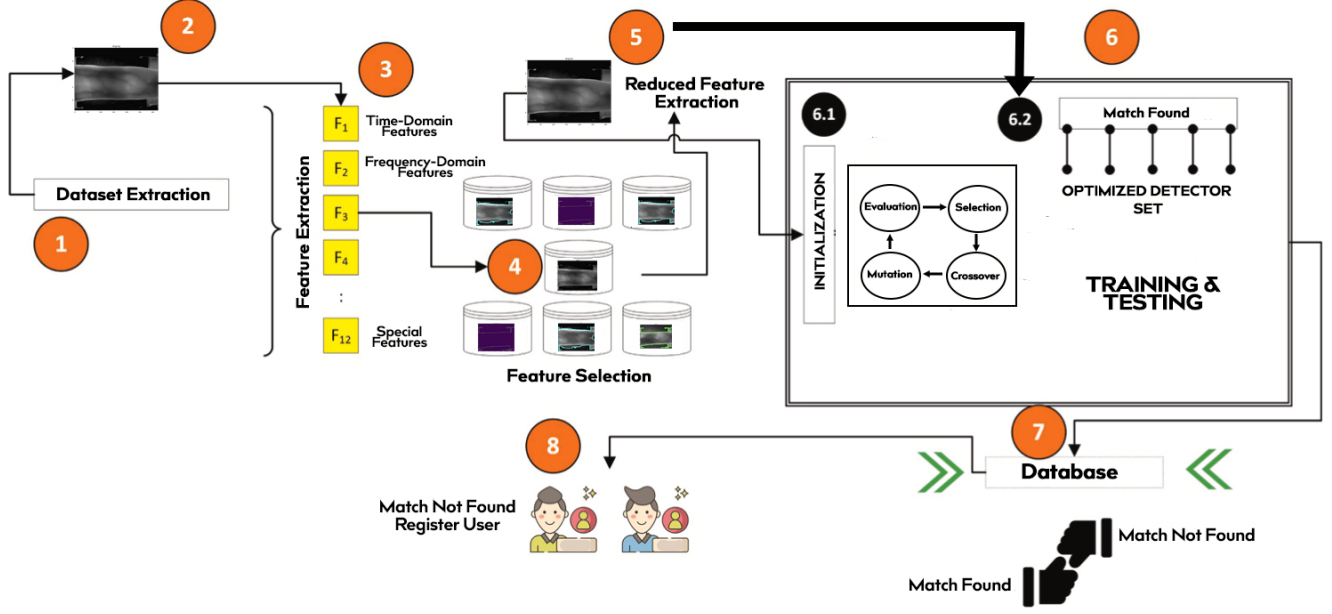 2
5
6
3
Reduced Feature
Extraction
6.1
6.2
Match Found
F1
Time-Domain
Features
F2
Frequency-Domain
Features
Dataset Extraction
1
Feature Extraction
F3
4
F4
:
F12
Special
Features
Feature Selection
INITIALIZATION
Evaluation
Selection
Mutation
Crossover
OPTIMIZED DETECTOR
SET
TRAINING &
TESTING
7
Database
8
Match Not Found
Register User
Match Not Found
Match Found